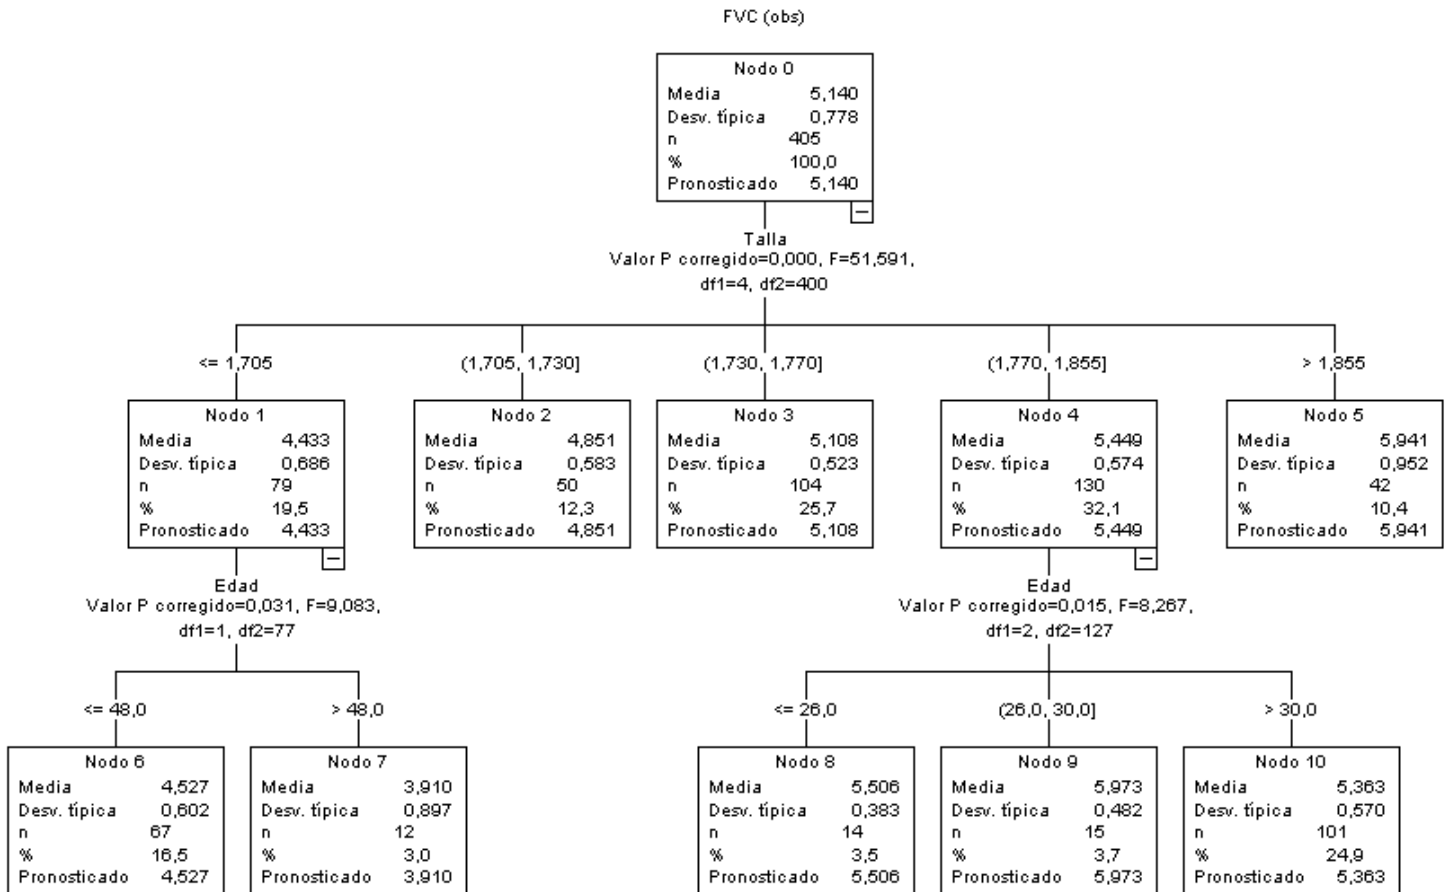 FVC (obs)
Nodo 0
Media 5,140
Desv. típica 0,778
n 405
% 100,0
Pronosticado 5,140
Talla
Valor P corregido=0,000, F=51,591,
df1=4, df2=400
<= 1,705
(1,705, 1,730]
(1,730, 1,770]
(1,770, 1,855]
> 1,855
Nodo 1
Media 4,433
Desv. típica 0,686
n 79
% 19,5
Pronosticado 4,433
Nodo 2
Media 4,851
Desv. típica 0,583
n 50
% 12,3
Pronosticado 4,851
Nodo 3
Media 5,108
Desv. típica 0,523
n 104
% 25,7
Pronosticado 5,108
Nodo 4
Media 5,449
Desv. típica 0,574
n 130
% 32,1
Pronosticado 5,449
Nodo 5
Media 5,941
Desv. típica 0,952
n 42
% 10,4
Pronosticado 5,941
Edad
Valor P corregido=0,031, F=9,083,
df1=1, df2=77
Edad
Valor P corregido=0,015, F=8,267,
df1=2, df2=127
<= 48,0
> 48,0
<= 26,0
(26,0, 30,0]
> 30,0
Nodo 6
Media 4,527
Desv. típica 0,602
n 67
% 16,5
Pronosticado 4,527
Nodo 7
Media 3,910
Desv. típica 0,897
n 12
% 3,0
Pronosticado 3,910
Nodo 8
Media 5,506
Desv. típica 0,383
n 14
% 3,5
Pronosticado 5,506
Nodo 9
Media 5,973
Desv. típica 0,482
n 15
% 3,7
Pronosticado 5,973
Nodo 10
Media 5,363
Desv. típica 0,570
n 101
% 24,9
Pronosticado 5,363